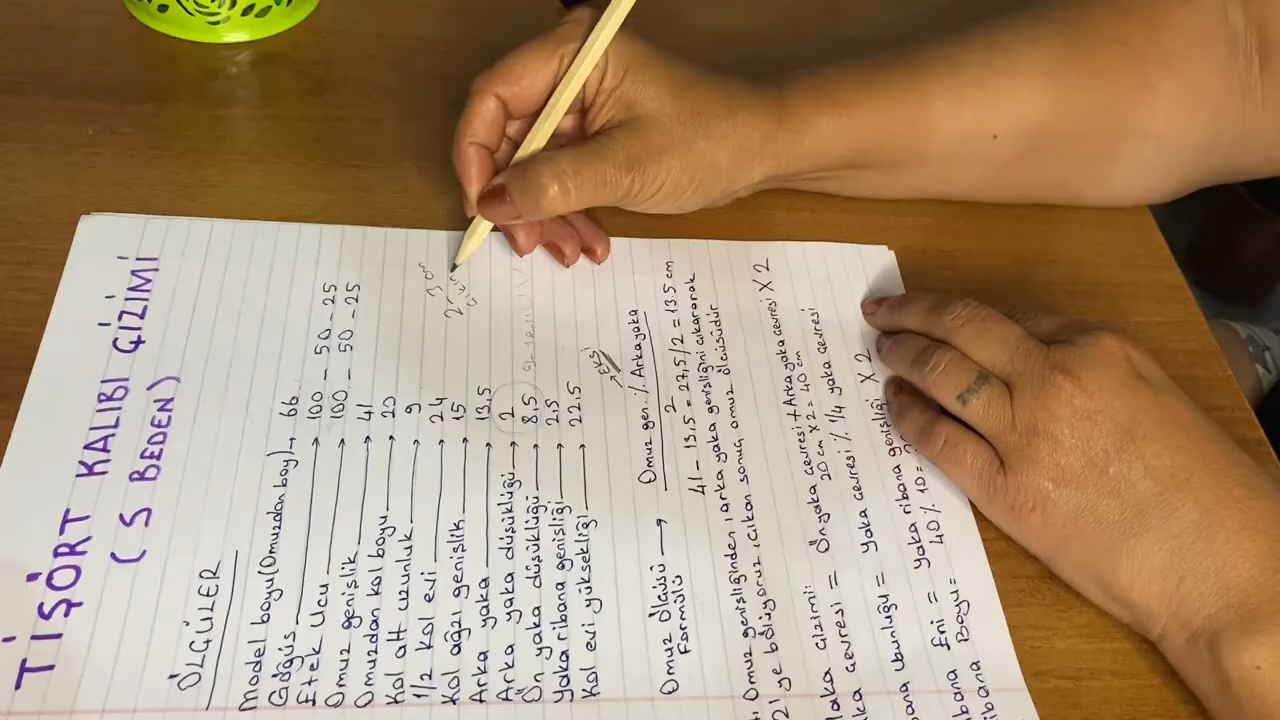 TİŞÖRT KALIBI ÇİZİMİ
(S BEDEN)
ÖLÇÜLER
Model boyu(Omuzdan boy)→ 66
Göğüs → 100 - 50 - 25
Etek Ucu → 100 - 50 - 25
Omuz genişlik → 41
Omuzdan kol boyu → 20
Kol alt uzunluk → 9
1/2 Kol evi → 24
Kol ağzı genişlik → 15
Arka yaka → 13,5
Arka yaka düşüklüğü → 2
Ön yaka düşüklüğü → 8,5
Yaka ribana genişliği → 2,5
Kol evi yüksekliği → 22,5
EKSİ
Omuz Ölçüsü → Omuz gen. % Arka yaka
Formülü 2
41 - 13,5 = 27,5/2 = 13.5 cm
Omuz genişliğinden, arka yaka genişliğini çıkararak
2'ye bölüyoruz, çıkan sonuç omuz ölçüsüdür
yaka çizimi:
çevresi = Ön yaka çevresi + Arka yaka çevresi X 2
20 cm X 2 = 40 cm
uzunluğu = yaka çevresi % 1/4 yaka çevresi
Eni = yaka ribana genişliği X 2
Boyu = 40 % 10 =